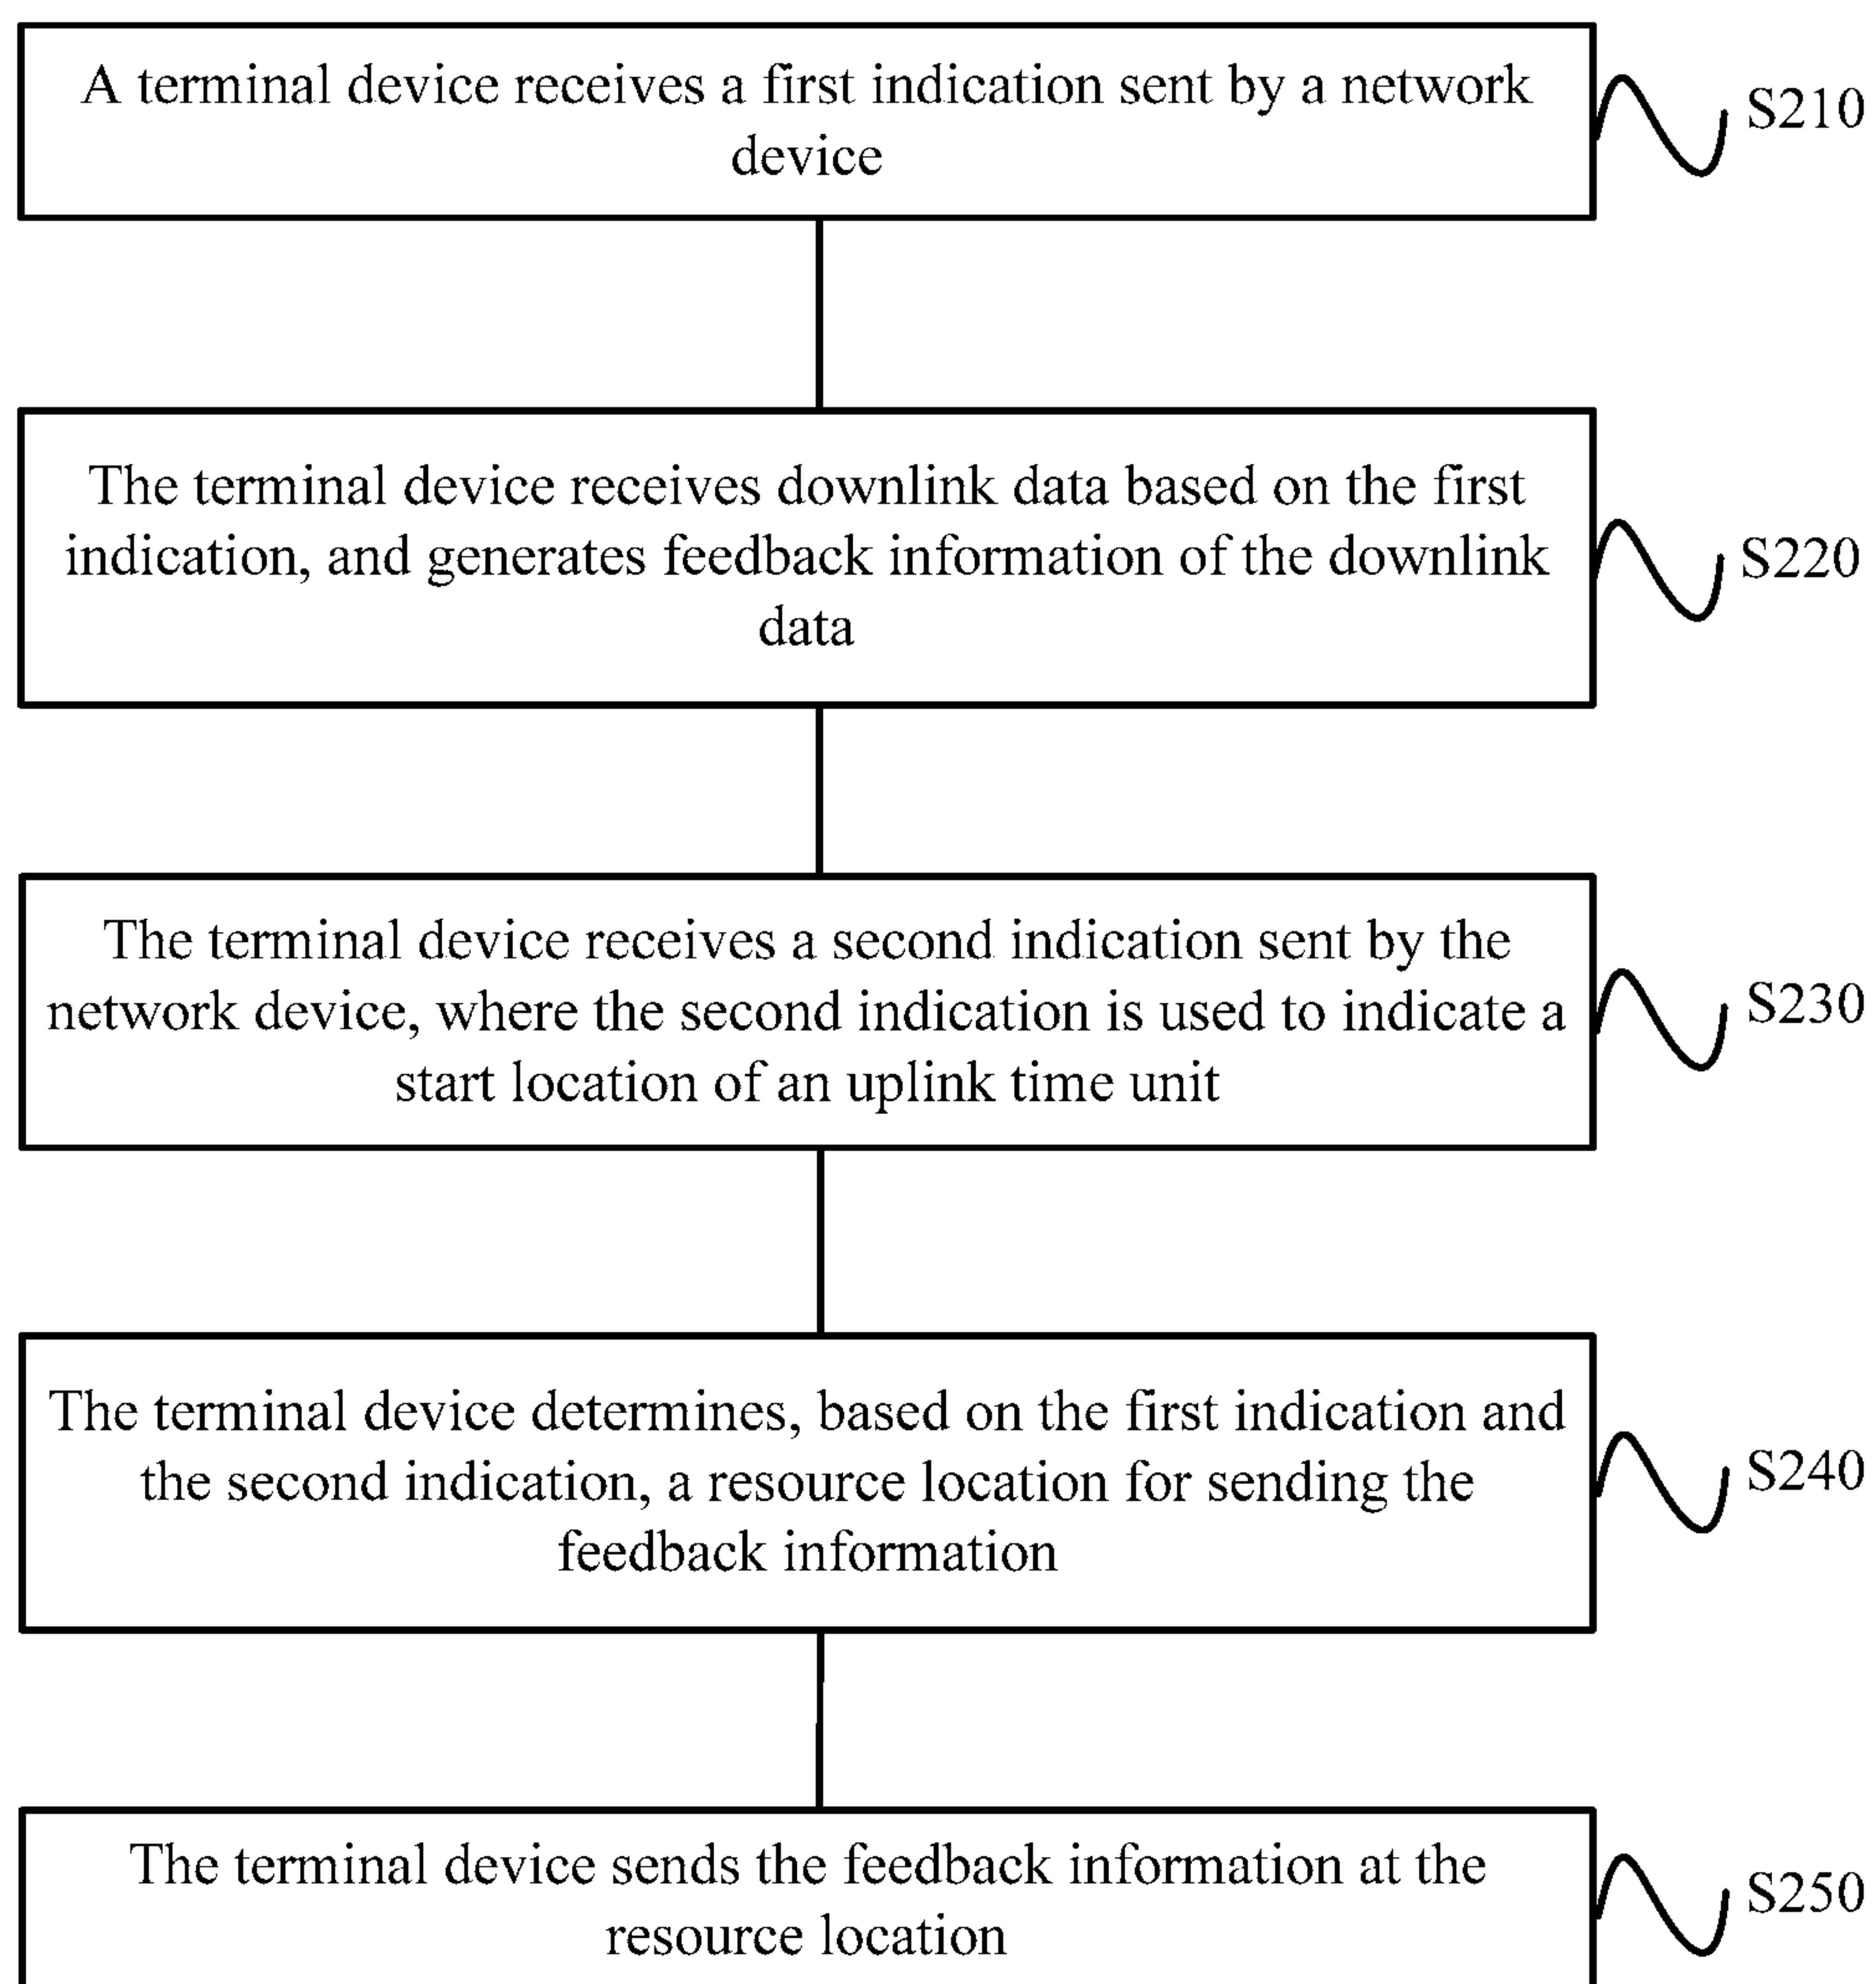 A terminal device receives a first indication sent by a network
device
S210
The terminal device receives downlink data based on the first
indication, and generates feedback information of the downlink
data
S220
The terminal device receives a second indication sent by the
network device, where the second indication is used to indicate a
start location of an uplink time unit
S230
The terminal device determines, based on the first indication and
the second indication, a resource location for sending the
feedback information
S240
The terminal device sends the feedback information at the
resource location
S250